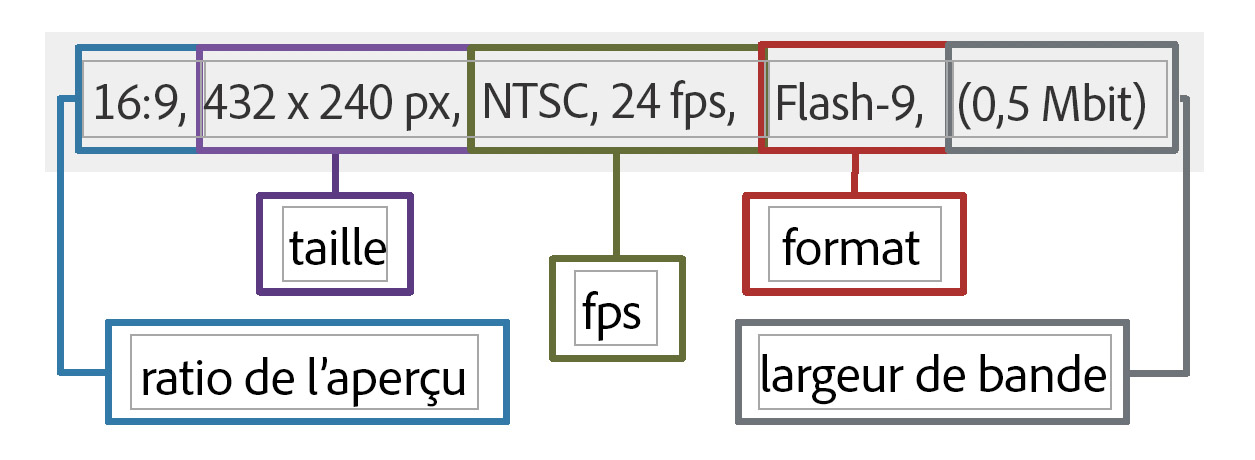 16:9, 432 x 240 px, NTSC, 24 fps, Flash-9, (0,5 Mbit)
taille
format
fps
ratio de l’aperçu
largeur de bande